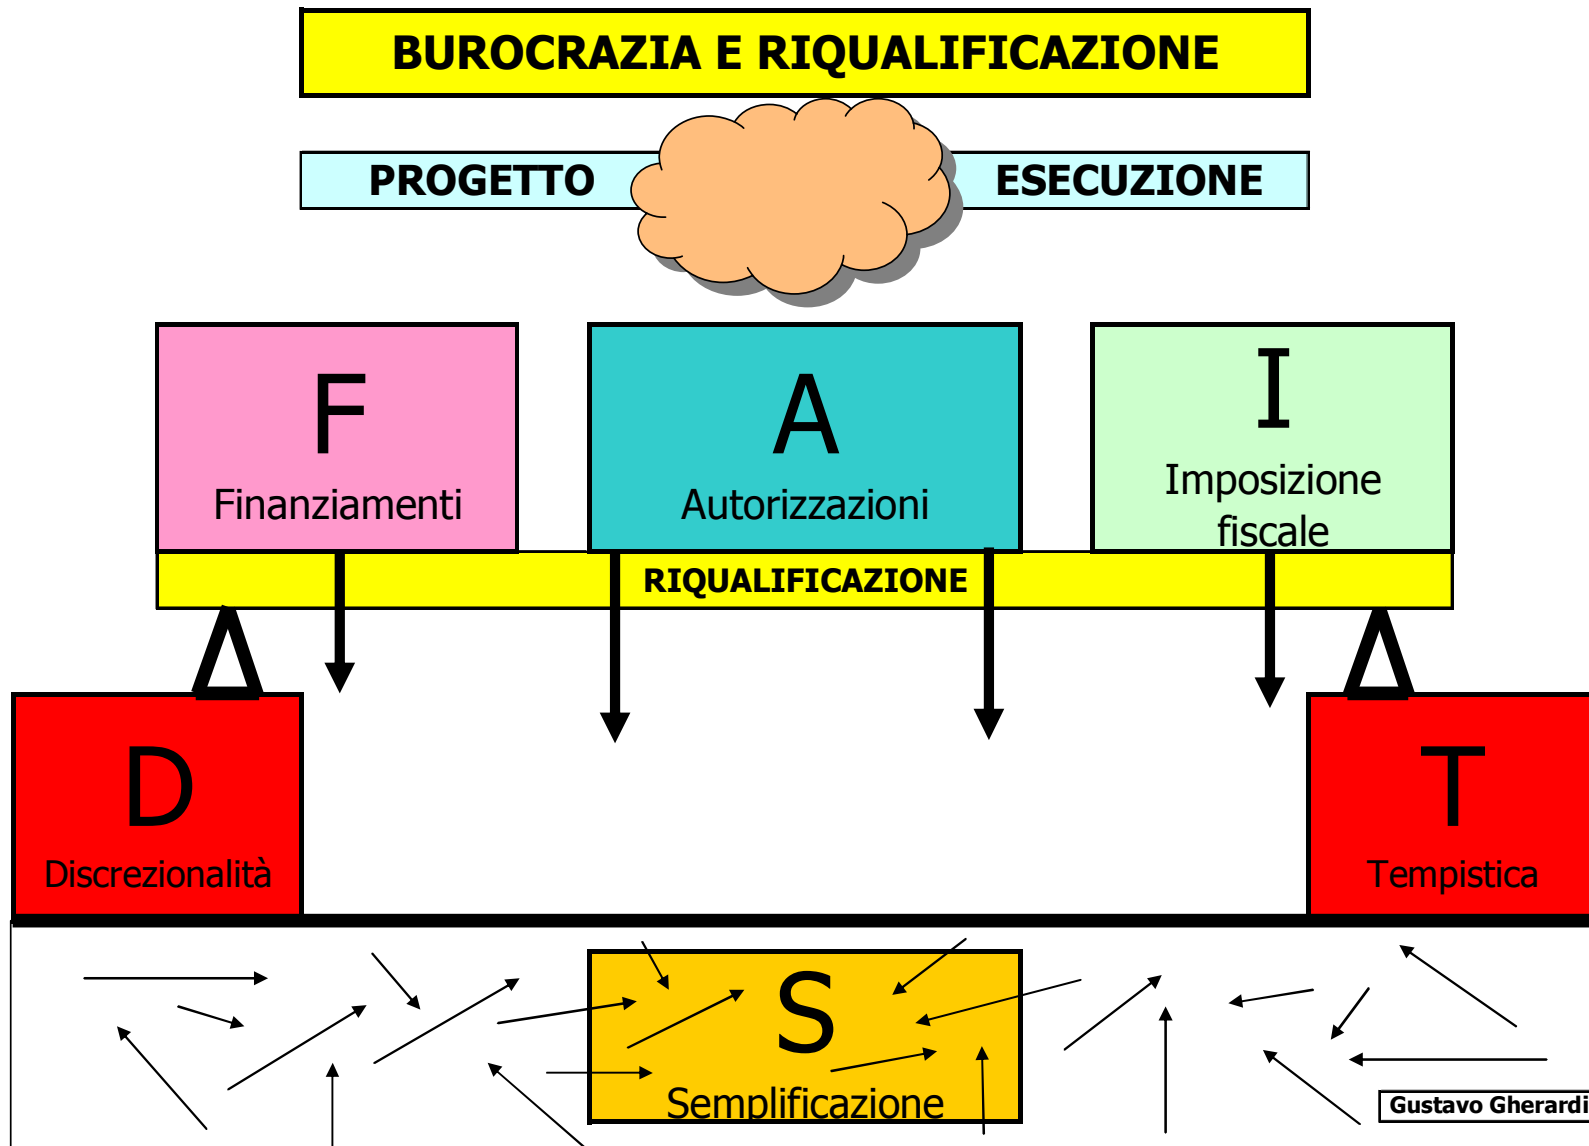 BUROCRAZIA E RIQUALIFICAZIONE
PROGETTO
ESECUZIONE
F
Finanziamenti
A
Autorizzazioni
I
Imposizione
fiscale
RIQUALIFICAZIONE
D
Discrezionalità
T
Tempistica
S
Semplificazione
Gustavo Gherardi